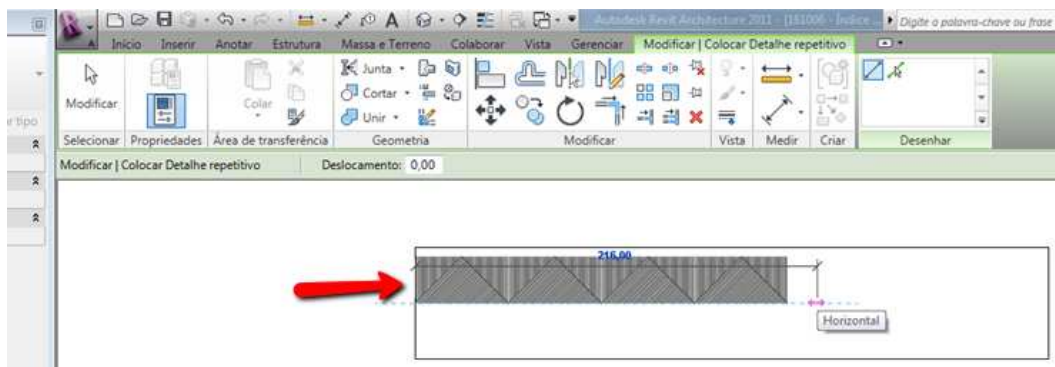 Autodesk Revit Architecture 2011 - [161006 - Índice ...
Digite a palavra-chave ou frase
Início Inserir Anotar Estrutura Massa e Terreno Colaborar Vista Gerenciar Modificar | Colocar Detalhe repetitivo
Modificar
Colar
Junta
Cortar
Unir
tipo
Selecionar Propriedades Área de transferência Geometria Modificar Vista Medir Criar Desenhar
Modificar | Colocar Detalhe repetitivo Deslocamento: 0,00
216,00
Horizontal